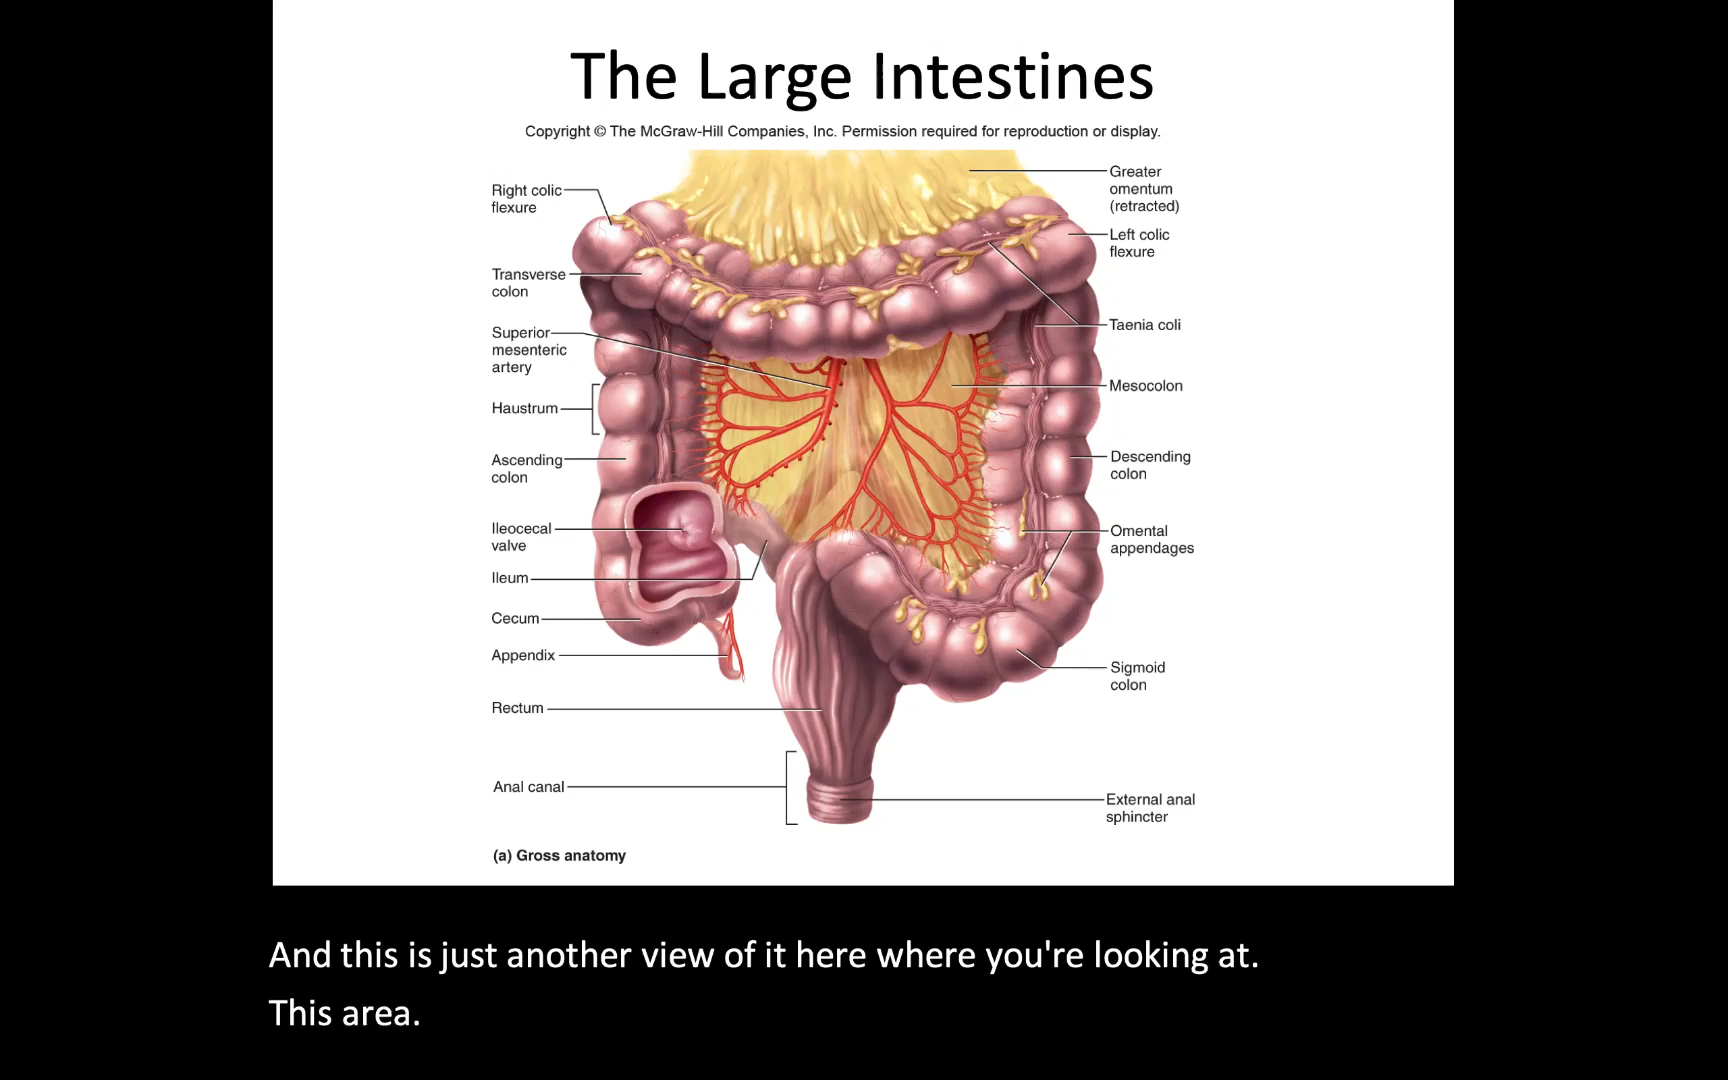 The Large Intestines
Copyright © The McGraw-Hill Companies, Inc. Permission required for reproduction or display.
Right colic
flexure
Transverse
colon
Superior
mesenteric
artery
Haustrum
Ascending
colon
Ileocecal
valve
Ileum
Cecum
Appendix
Rectum
Anal canal
Greater
omentum
(retracted)
Left colic
flexure
Taenia coli
Mesocolon
Descending
colon
Omental
appendages
Sigmoid
colon
External anal
sphincter
(a) Gross anatomy
And this is just another view of it here where you're looking at.
This area.